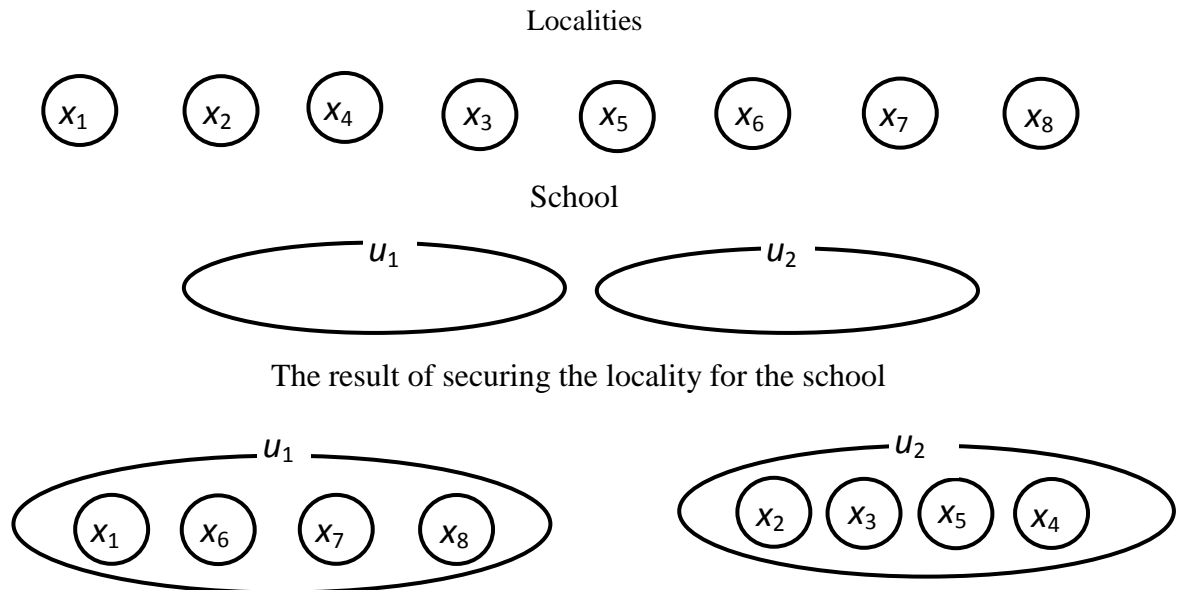 Localities
x₁ x₂ x₄ x₃ x₅ x₆ x₇ x₈
School
u₁ u₂
The result of securing the locality for the school
u₁ u₂
x₁ x₆ x₇ x₈ x₂ x₃ x₅ x₄